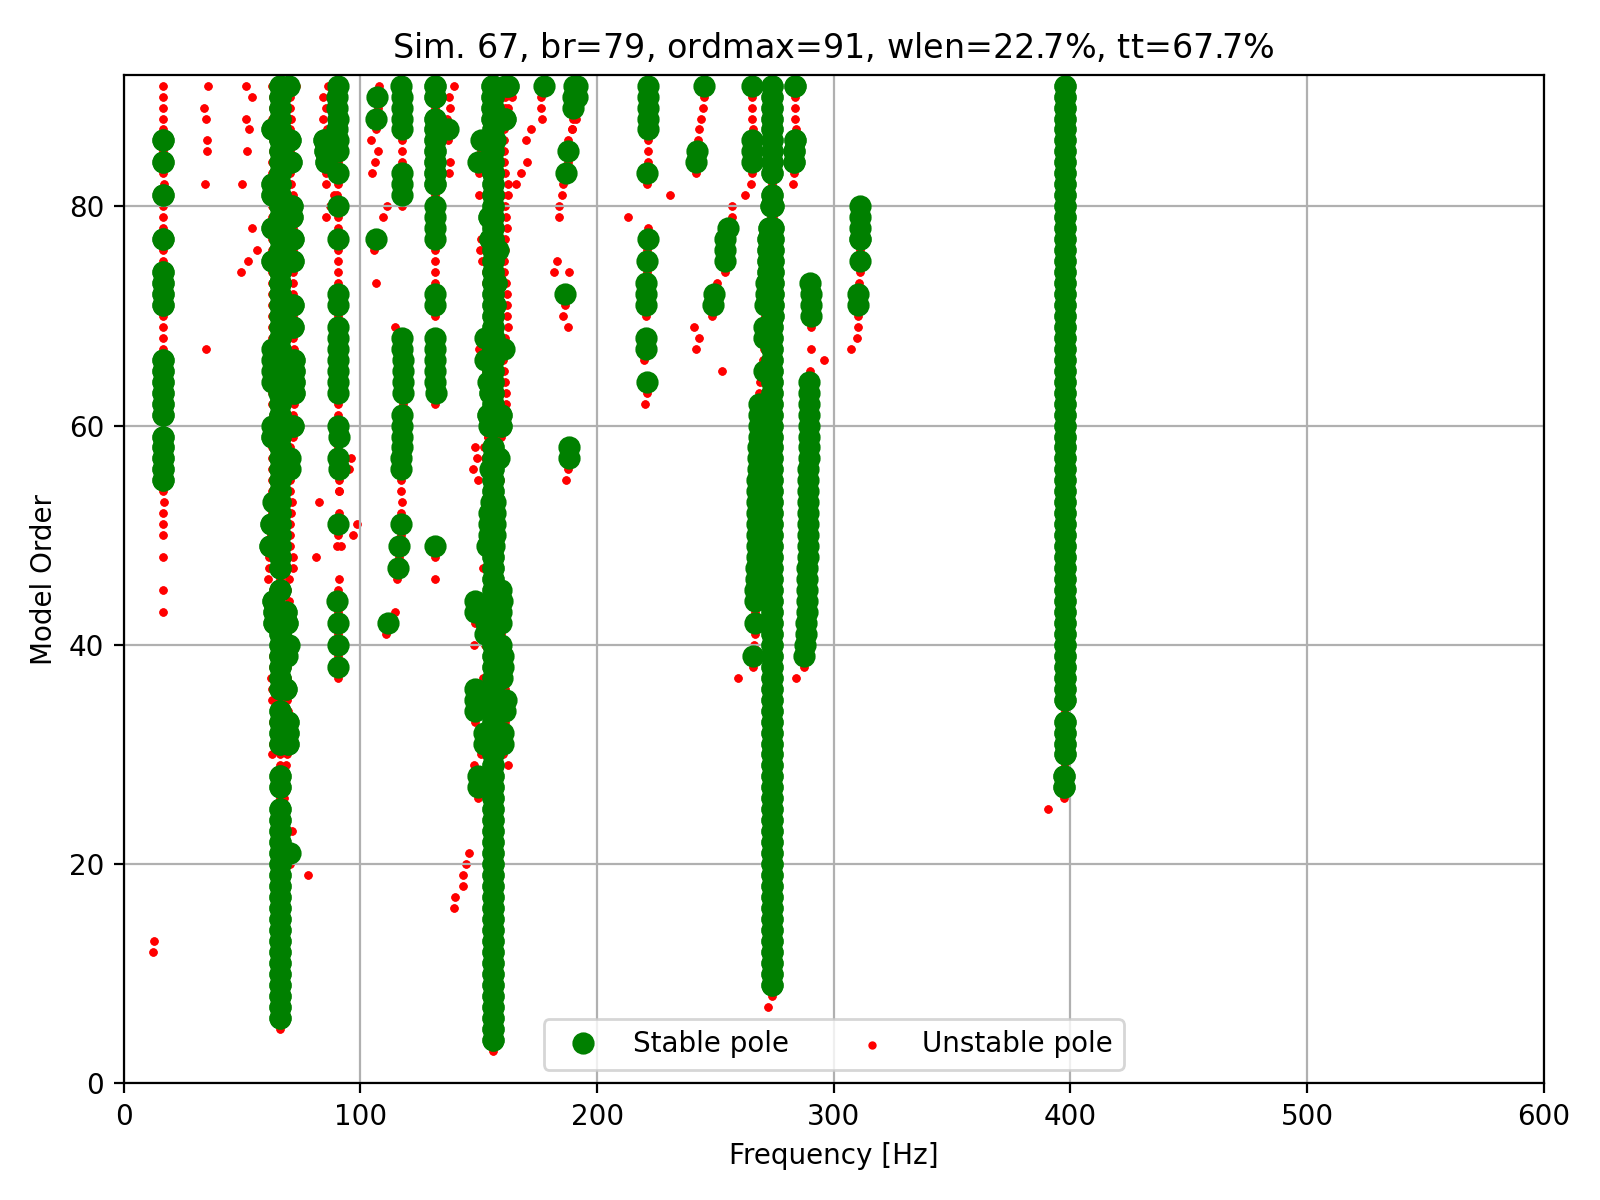 Sim. 67, br=79, ordmax=91, wlen=22.7%, tt=67.7%
Model Order
80
60
40
20
0
Stable pole
Unstable pole
0 100 200 300 400 500 600
Frequency [Hz]